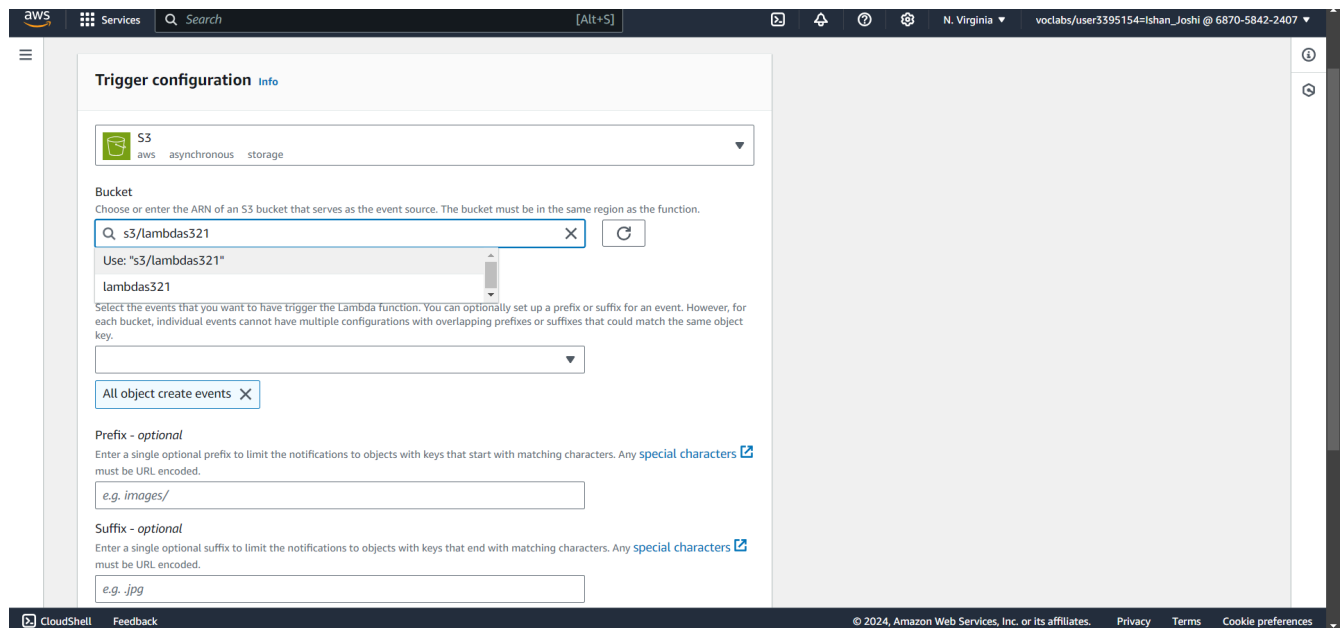 aws Services Search [Alt+S] N. Virginia ▼ voclabs/user3395154=Ishan_Joshi @ 6870-5842-2407 ▼
Trigger configuration Info
S3
aws asynchronous storage
Bucket
Choose or enter the ARN of an S3 bucket that serves as the event source. The bucket must be in the same region as the function.
s3/lambdas321
Use: "s3/lambdas321"
lambdas321
Select the events that you want to have trigger the Lambda function. You can optionally set up a prefix or suffix for an event. However, for
each bucket, individual events cannot have multiple configurations with overlapping prefixes or suffixes that could match the same object
key.
All object create events
Prefix - optional
Enter a single optional prefix to limit the notifications to objects with keys that start with matching characters. Any special characters
must be URL encoded.
e.g. images/
Suffix - optional
Enter a single optional suffix to limit the notifications to objects with keys that end with matching characters. Any special characters
must be URL encoded.
e.g. .jpg
CloudShell Feedback © 2024, Amazon Web Services, Inc. or its affiliates. Privacy Terms Cookie preferences